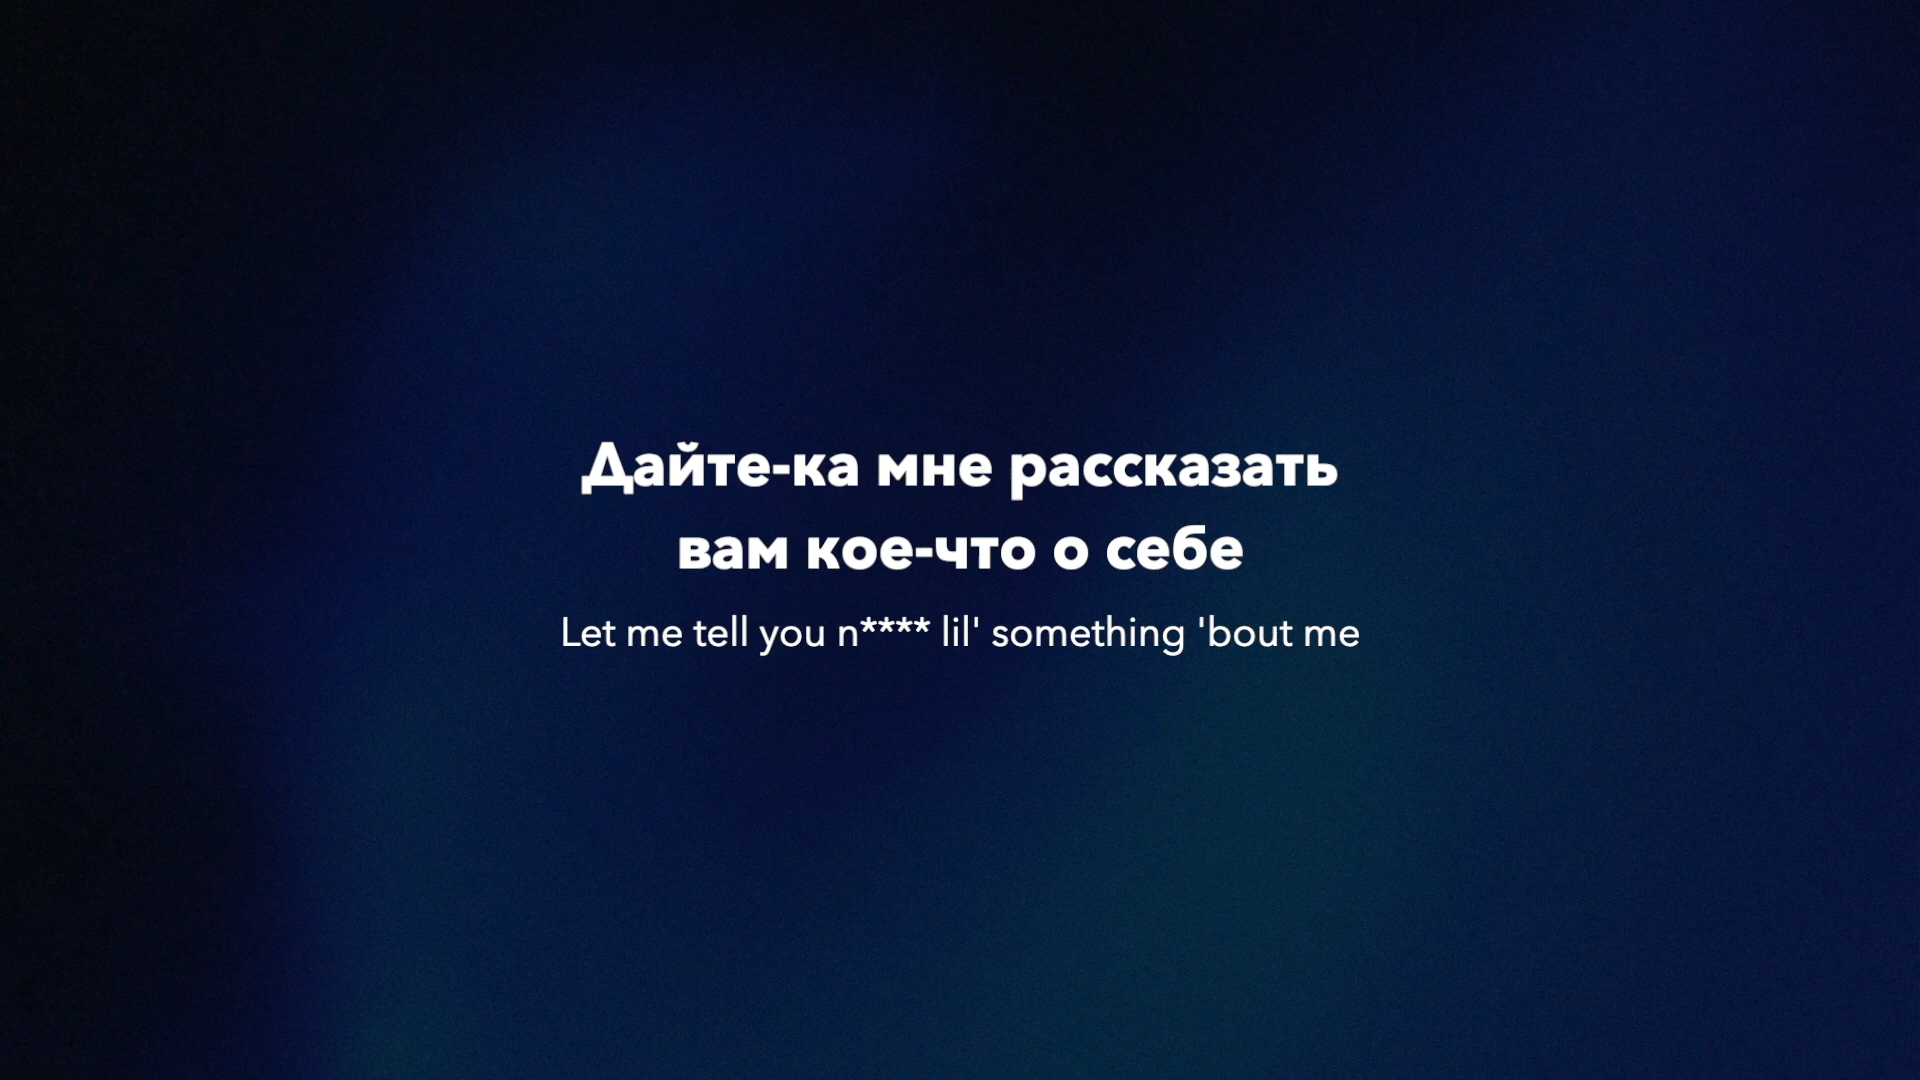 Дайте-ка мне рассказать
вам кое-что о себе
Let me tell you n**** lil' something 'bout me